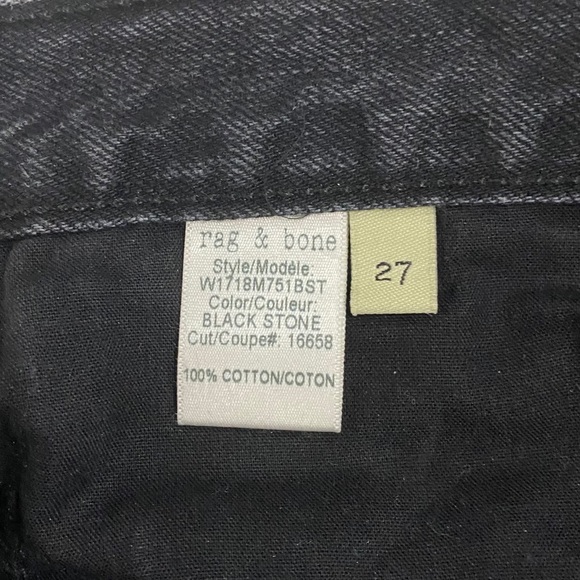 rag & bone
Style/Modèle:
W1718M751BST
Color/Couleur:
BLACK STONE
Cut/Coupe#: 16658
100% COTTON/COTON
27